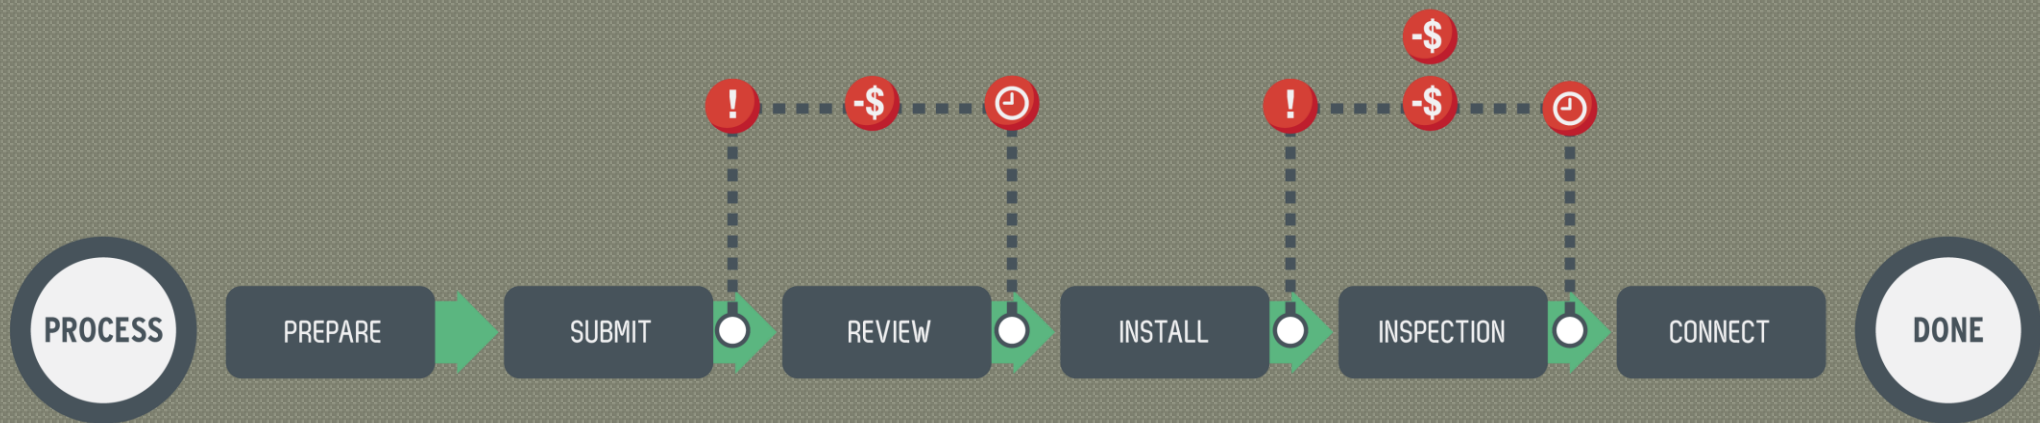 -$
! -$
! -$
PROCESS
PREPARE
SUBMIT
REVIEW
INSTALL
INSPECTION
CONNECT
DONE